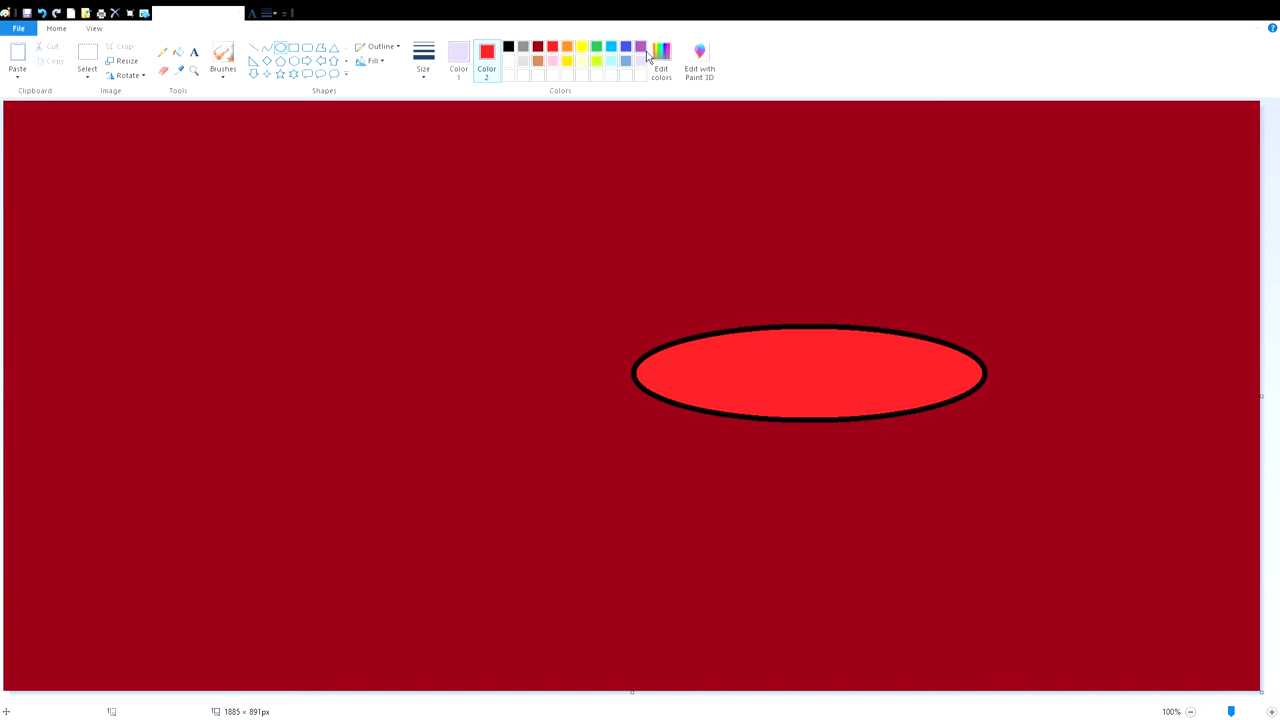 File Home View
Paste Cut Copy
Clipboard
Select Crop Resize Rotate
Image
A
Tools
Brushes
Outline Fill
Shapes
Size
Color 1
Color 2
Edit colors
Colors
Edit with Paint 3D
1885 × 891px
100%